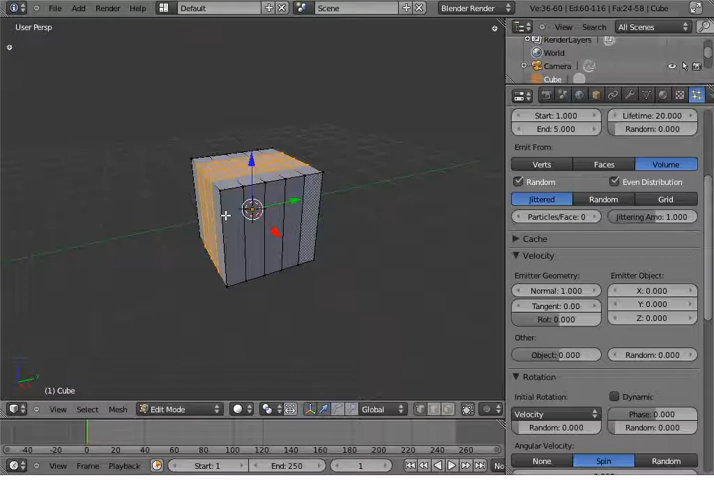 File Add Render Help Default Scene Blender Render Ve:36-60 | Ed:60-116 | Fa:24-58 | Cube
User Persp
View Search All Scenes
RenderLayers
World
Camera
Cube
Start: 1.000 Lifetime: 20.000
End: 5.000 Random: 0.000
Emit From:
Verts Faces Volume
Random Even Distribution
Jittered Random Grid
Particles/Face: 0 Jittering Amo: 1.000
Cache
Velocity
Emitter Geometry: Emitter Object:
Normal: 1.000 X: 0.000
Tangent: 0.00 Y: 0.000
Rot: 0.000 Z: 0.000
Other:
Object: 0.000 Random: 0.000
Rotation
Initial Rotation: Dynamic
Velocity Phase: 0.000
Random: 0.000 Random: 0.000
Angular Velocity:
None Spin Random
(1) Cube
View Select Mesh Edit Mode Global
-40 -20 0 20 40 60 80 100 120 140 160 180 200 220 240 260
View Frame Playback Start: 1 End: 250 1 No